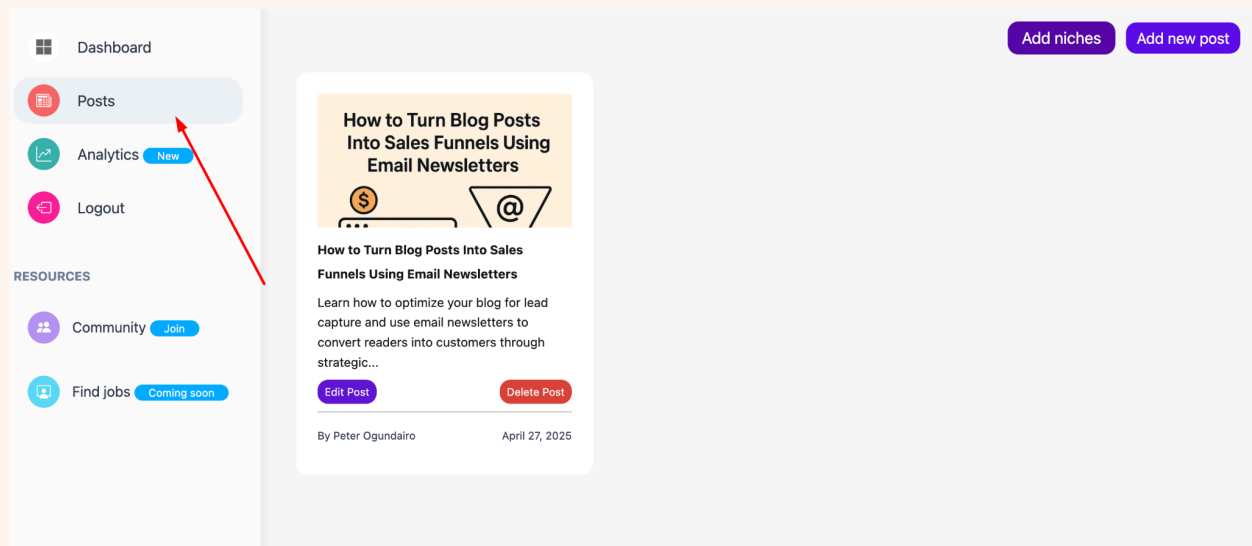 Dashboard
Posts
Analytics New
Logout
RESOURCES
Community Join
Find jobs Coming soon
Add niches
Add new post
How to Turn Blog Posts
Into Sales Funnels Using
Email Newsletters
$
@
How to Turn Blog Posts Into Sales
Funnels Using Email Newsletters
Learn how to optimize your blog for lead
capture and use email newsletters to
convert readers into customers through
strategic...
Edit Post
Delete Post
By Peter Ogundairo
April 27, 2025